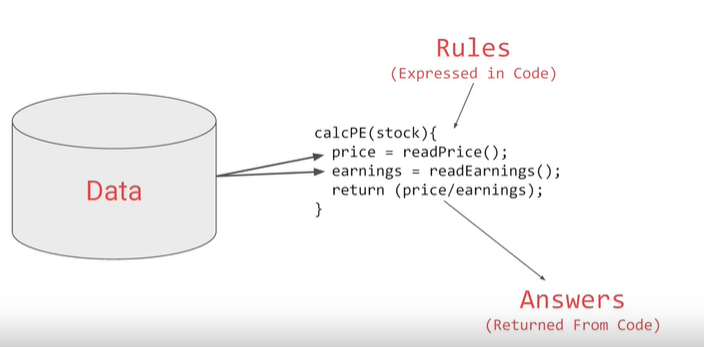 Rules
(Expressed in Code)
Data
calcPE(stock){
price = readPrice();
earnings = readEarnings();
return (price/earnings);
}
Answers
(Returned From Code)